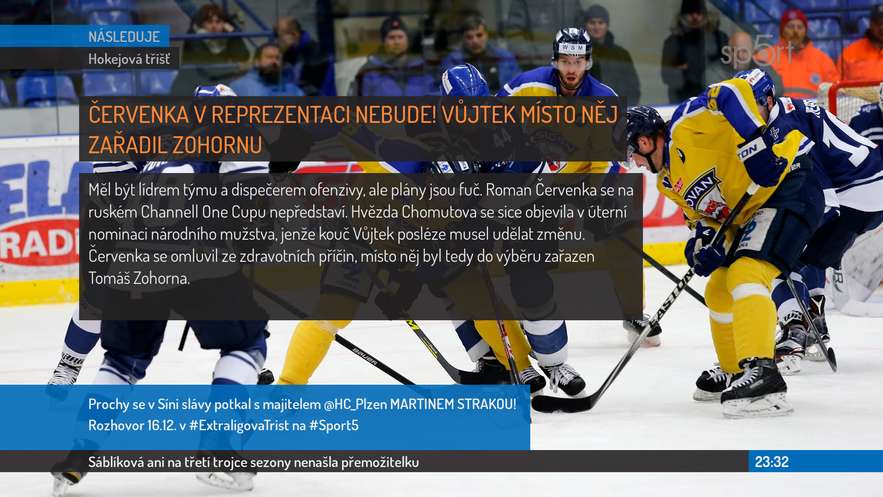 NÁSLEDUJE
Hokejová tříšť
sp5rt
ČERVENKA V REPREZENTACI NEBUDE! VŮJTEK MÍSTO NĚJ
ZAŘADIL ZOHORNU
Měl být lídrem týmu a dispečerem ofenzivy, ale plány jsou fuč. Roman Červenka se na
ruském Channell One Cupu nepředstaví. Hvězda Chomutova se sice objevila v úterní
nominaci národního mužstva, jenže kouč Vůjtek posléze musel udělat změnu.
Červenka se omluvil ze zdravotních příčin, místo něj byl tedy do výběru zařazen
Tomáš Zohorna.
Prochy se v Síni slávy potkal s majitelem @HC_Plzen MARTINEM STRAKOU!
Rozhovor 16.12. v #ExtraligovaTrist na #Sport5
Sáblíková ani na třetí trojce sezony nenašla přemožitelku
23:32
WSM
EASTON